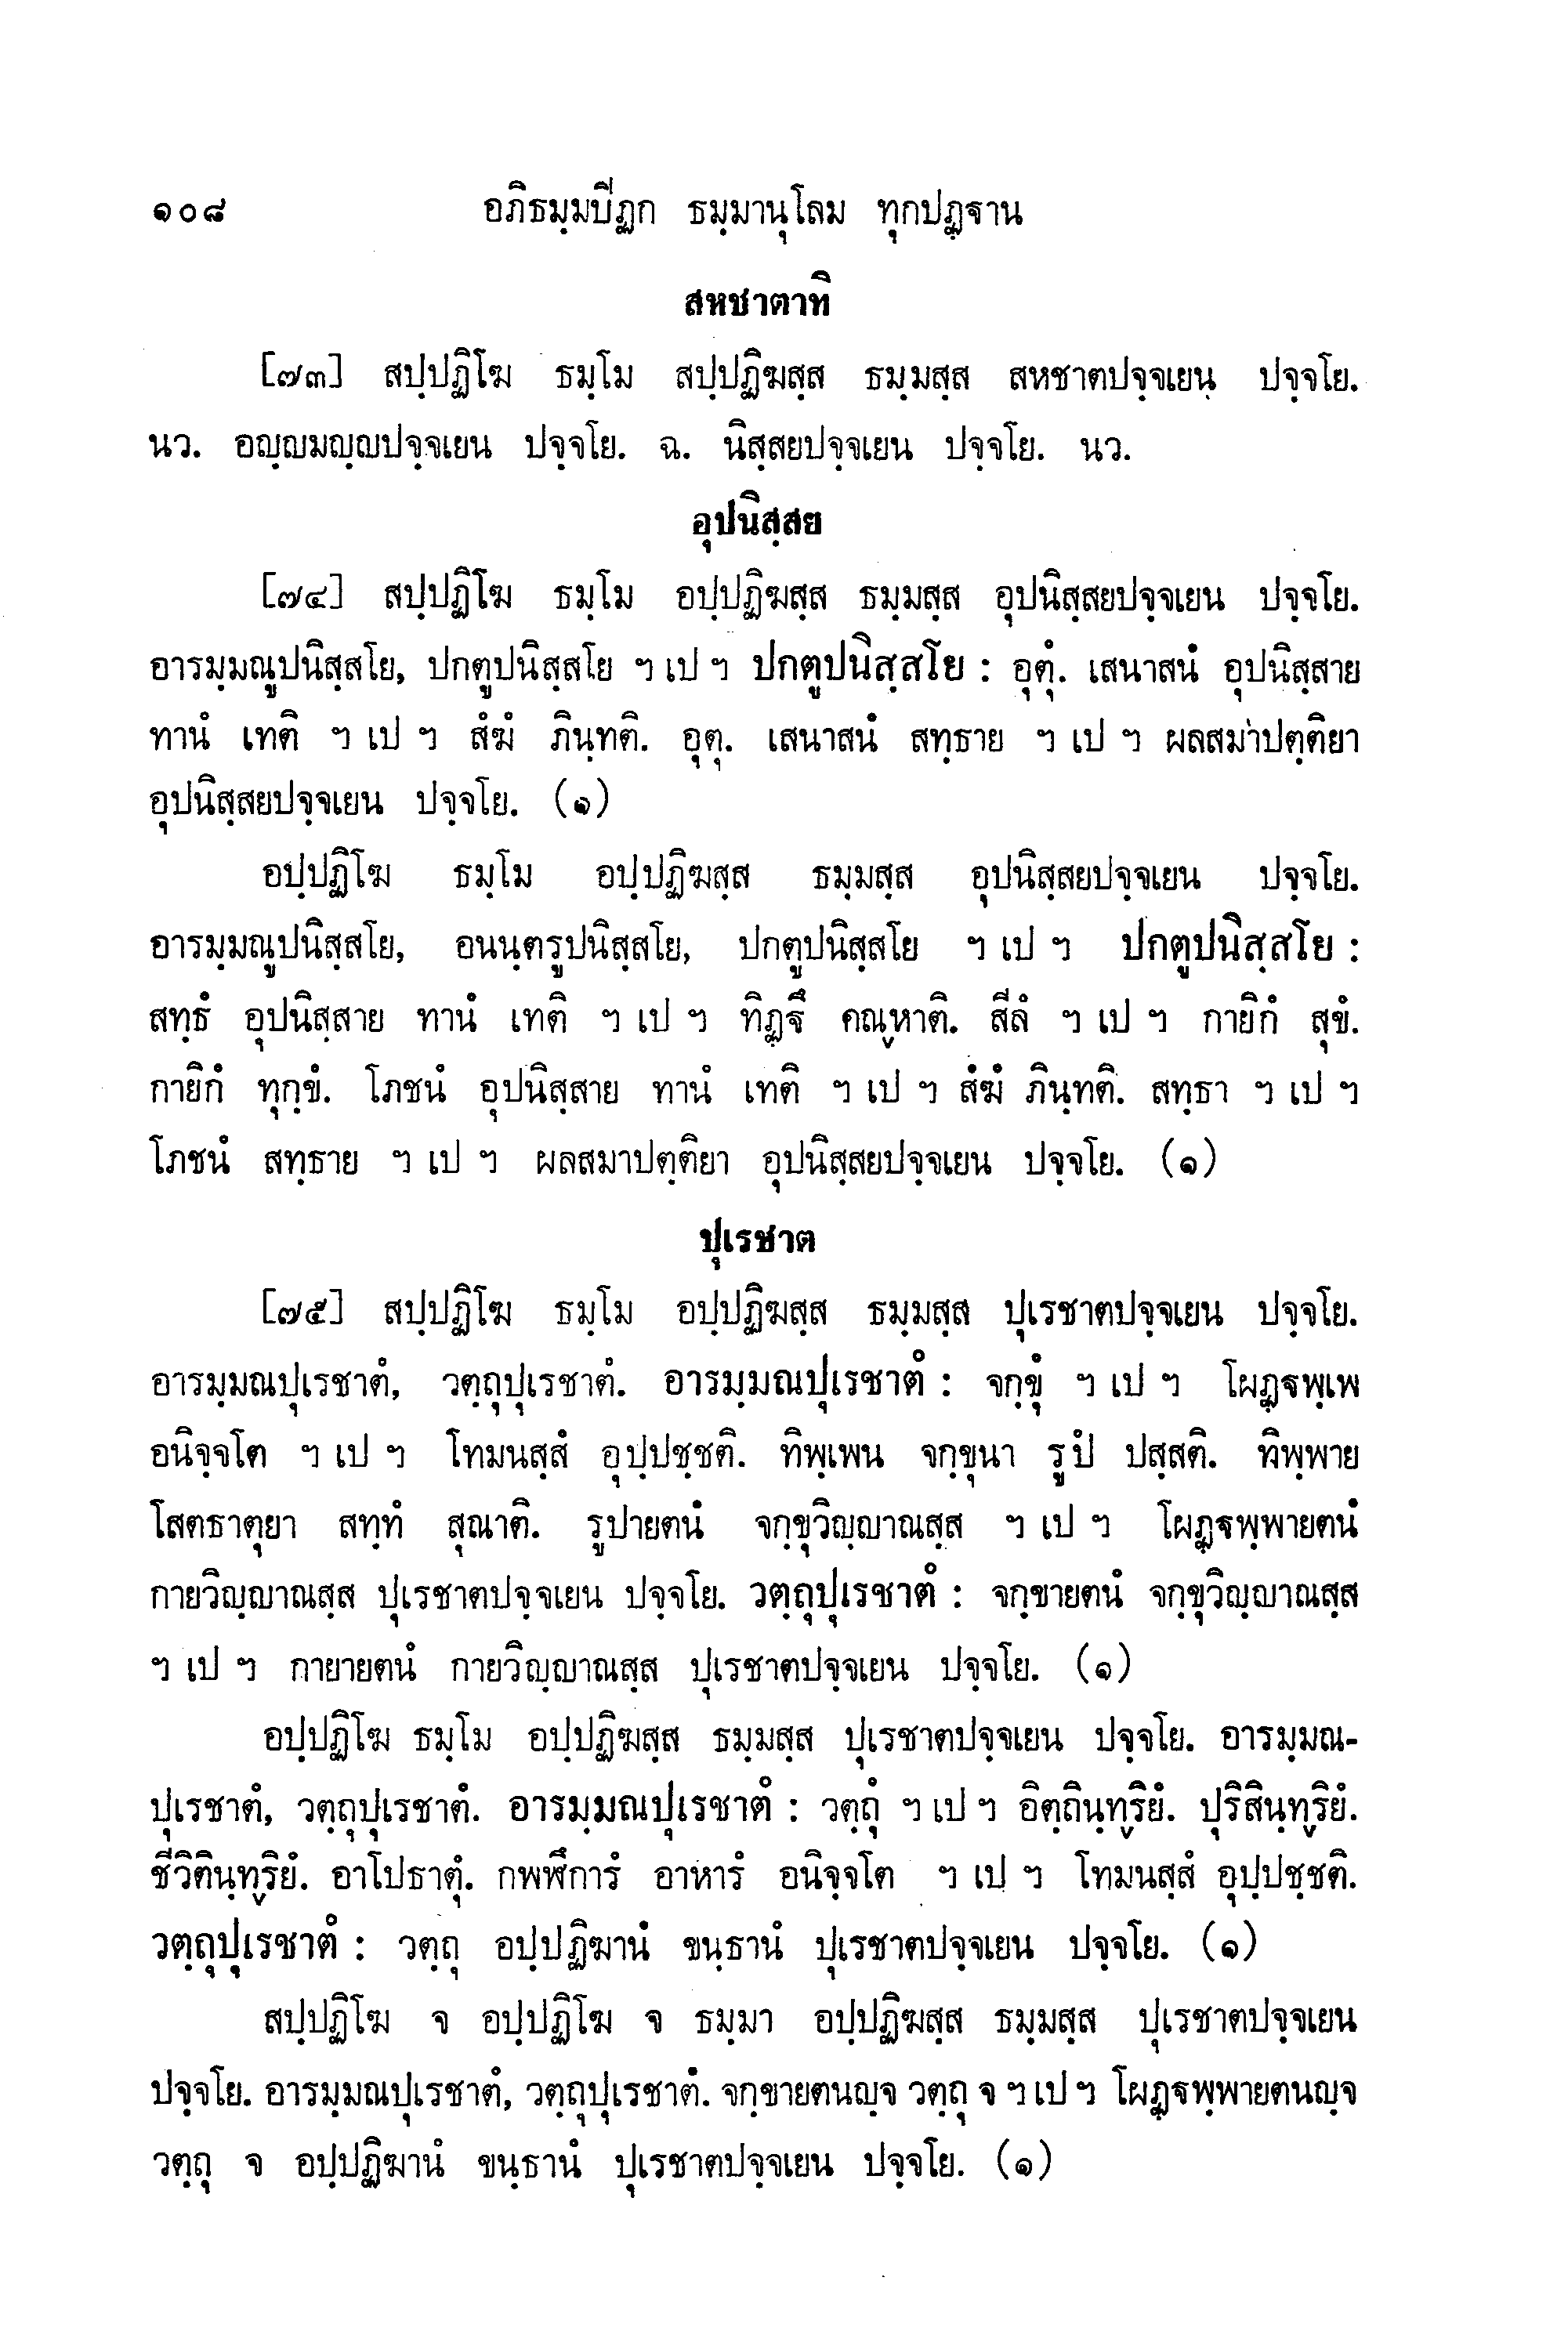 ๑๐๘ อภิธมฺมปิฏก ธมฺมานุโลม ทุกปฏฺฐาน
สหชาตาทิ
[๗๓] สปฺปฏิโฆ ธมฺโม สปฺปฏิฆสฺส ธมฺมสฺส สหชาตปจฺจเยน ปจฺจโย.
นว. อญฺญมญฺญปจฺจเยน ปจฺจโย. ฉ. นิสฺสยปจฺจเยน ปจฺจโย. นว.
อุปนิสฺสย
[๗๔] สปฺปฏิโฆ ธมฺโม อปฺปฏิฆสฺส ธมฺมสฺส อุปนิสฺสยปจฺจเยน ปจฺจโย.
อารมฺมณูปนิสฺสโย, ปกตูปนิสฺสโย ฯ เป ฯ ปกตูปนิสฺสโย : อุตุํ. เสนาสนํ อุปนิสฺสาย
ทานํ เทติ ฯ เป ฯ สํฆํ ภินฺทติ. อุตุ. เสนาสนํ สทฺธาย ฯ เป ฯ ผลสมาปตฺติยา
อุปนิสฺสยปจฺจเยน ปจฺจโย. (๑)
อปฺปฏิโฆ ธมฺโม อปฺปฏิฆสฺส ธมฺมสฺส อุปนิสฺสยปจฺจเยน ปจฺจโย.
อารมฺมณูปนิสฺสโย, อนนฺตรูปนิสฺสโย, ปกตูปนิสฺสโย ฯ เป ฯ ปกตูปนิสฺสโย :
สทฺธํ อุปนิสฺสาย ทานํ เทติ ฯ เป ฯ ทิฏฺฐึ คณฺหาติ. สีลํ ฯ เป ฯ กายิกํ สุขํ.
กายิกํ ทุกฺขํ. โภชนํ อุปนิสฺสาย ทานํ เทติ ฯ เป ฯ สํฆํ ภินฺทติ. สทฺธา ฯ เป ฯ
โภชนํ สทฺธาย ฯ เป ฯ ผลสมาปตฺติยา อุปนิสฺสยปจฺจเยน ปจฺจโย. (๑)
ปุเรชาต
[๗๕] สปฺปฏิโฆ ธมฺโม อปฺปฏิฆสฺส ธมฺมสฺส ปุเรชาตปจฺจเยน ปจฺจโย.
อารมฺมณปุเรชาตํ, วตฺถุปุเรชาตํ. อารมฺมณปุเรชาตํ : จกฺขุํ ฯ เป ฯ โผฏฺฐพฺเพ
อนิจฺจโต ฯ เป ฯ โทมนสฺสํ อุปฺปชฺชติ. ทิพฺเพน จกฺขุนา รูปํ ปสฺสติ. ทิพฺพาย
โสตธาตุยา สทฺทํ สุณาติ. รูปายตนํ จกฺขุวิญฺญาณสฺส ฯ เป ฯ โผฏฺฐพฺพายตนํ
กายวิญฺญาณสฺส ปุเรชาตปจฺจเยน ปจฺจโย. วตฺถุปุเรชาตํ : จกฺขายตนํ จกฺขุวิญฺญาณสฺส
ฯ เป ฯ กายายตนํ กายวิญฺญาณสฺส ปุเรชาตปจฺจเยน ปจฺจโย. (๑)
อปฺปฏิโฆ ธมฺโม อปฺปฏิฆสฺส ธมฺมสฺส ปุเรชาตปจฺจเยน ปจฺจโย. อารมฺมณ-
ปุเรชาตํ, วตฺถุปุเรชาตํ. อารมฺมณปุเรชาตํ : วตฺถุํ ฯ เป ฯ อิตฺถินฺทฺริยํ. ปุริสินฺทฺริยํ.
ชีวิตินฺทฺริยํ. อาโปธาตุํ. กพฬึการํ อาหารํ อนิจฺจโต ฯ เป ฯ โทมนสฺสํ อุปฺปชฺชติ.
วตฺถุปุเรชาตํ : วตฺถุ อปฺปฏิฆานํ ขนฺธานํ ปุเรชาตปจฺจเยน ปจฺจโย. (๑)
สปฺปฏิโฆ จ อปฺปฏิโฆ จ ธมฺมา อปฺปฏิฆสฺส ธมฺมสฺส ปุเรชาตปจฺจเยน
ปจฺจโย. อารมฺมณปุเรชาตํ, วตฺถุปุเรชาตํ. จกฺขายตนญฺจ วตฺถุ จ ฯ เป ฯ โผฏฺฐพฺพายตนญฺจ
วตฺถุ จ อปฺปฏิฆานํ ขนฺธานํ ปุเรชาตปจฺจเยน ปจฺจโย. (๑)